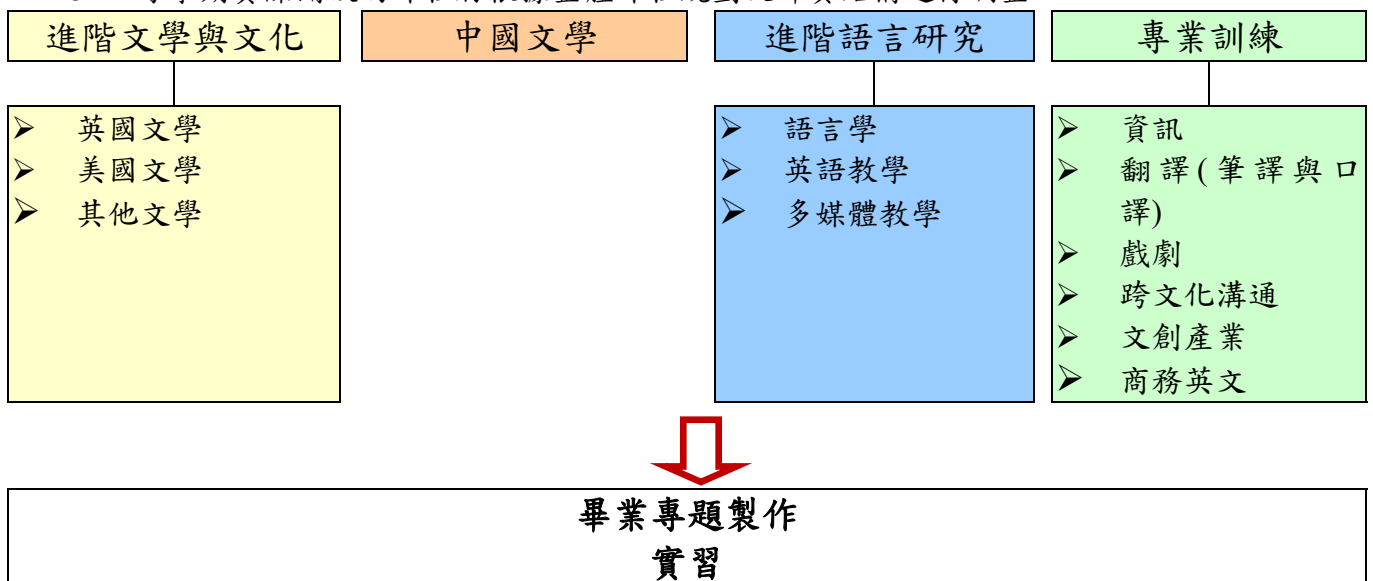 進階文學與文化
中國文學
進階語言研究
專業訓練
➢ 英國文學
➢ 美國文學
➢ 其他文學
➢ 語言學
➢ 英語教學
➢ 多媒體教學
➢ 資訊
➢ 翻譯(筆譯與口
譯)
➢ 戲劇
➢ 跨文化溝通
➢ 文創產業
➢ 商務英文
畢業專題製作
實習